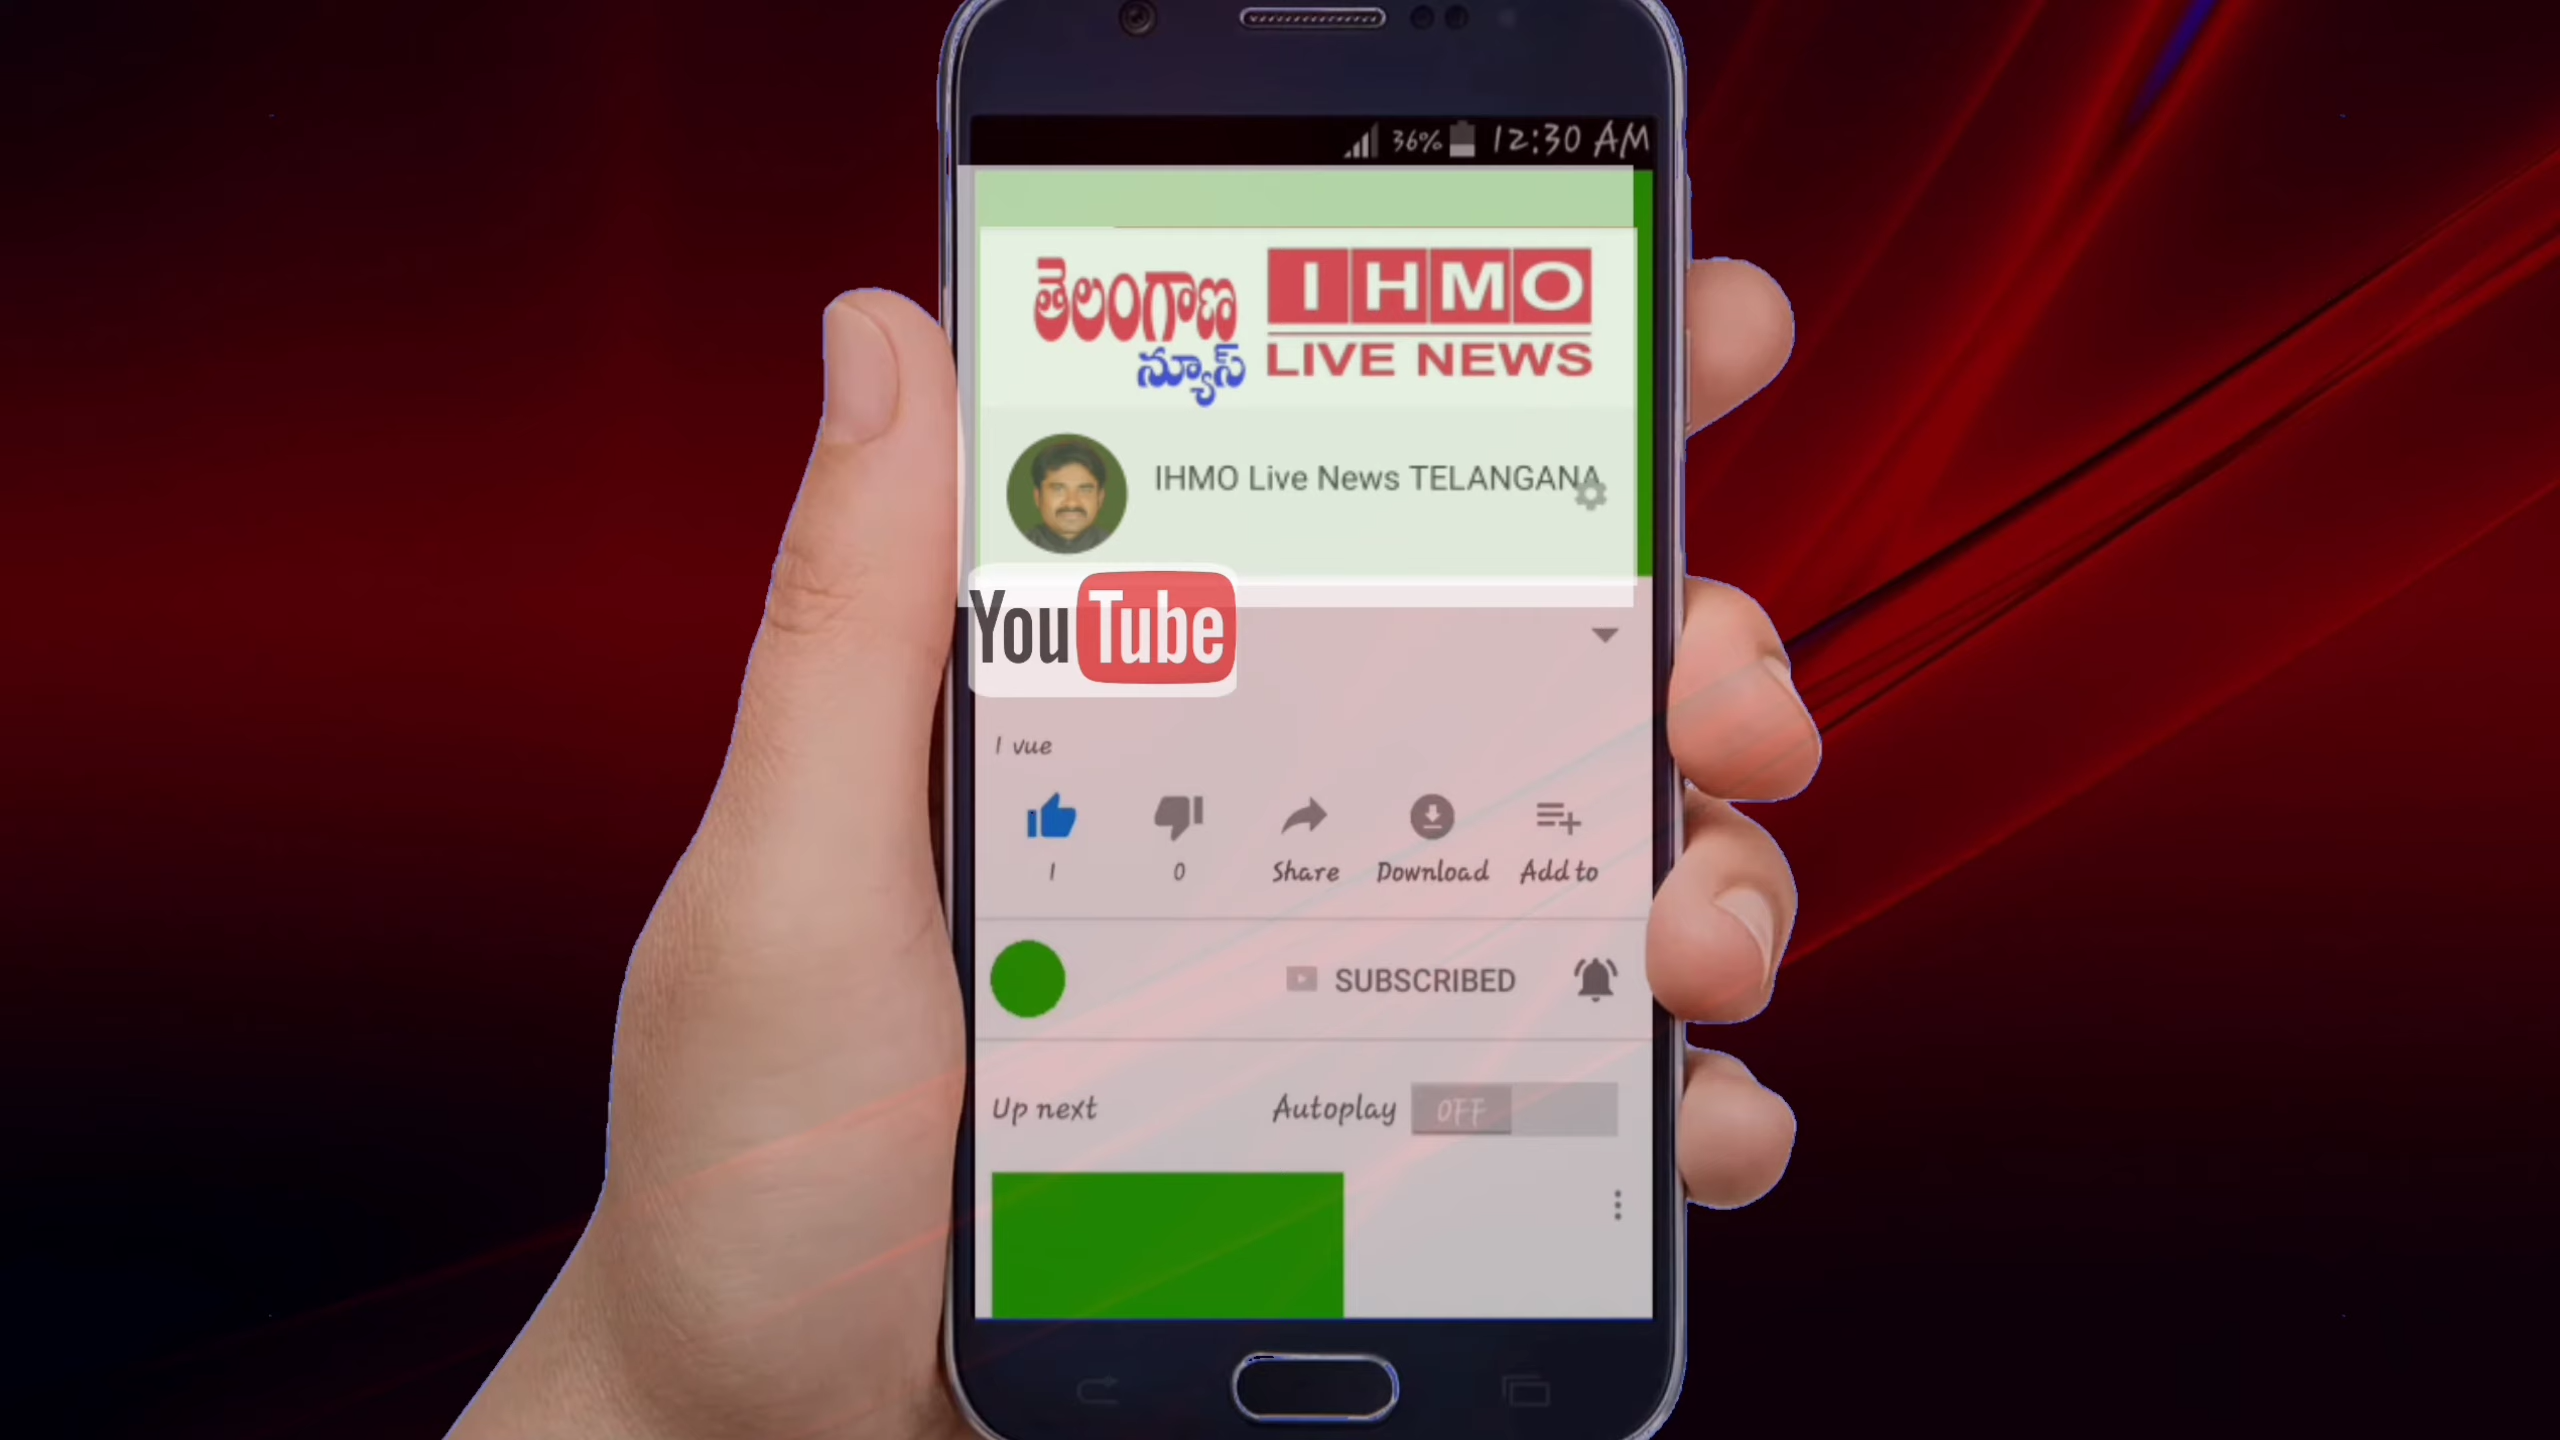 36% 12:30 AM
తెలంగాణ
న్యూస్
IHMO
LIVE NEWS
IHMO Live News TELANGANA
YouTube
1 vue
1 0 Share Download Add to
SUBSCRIBED
Up next Autoplay OFF